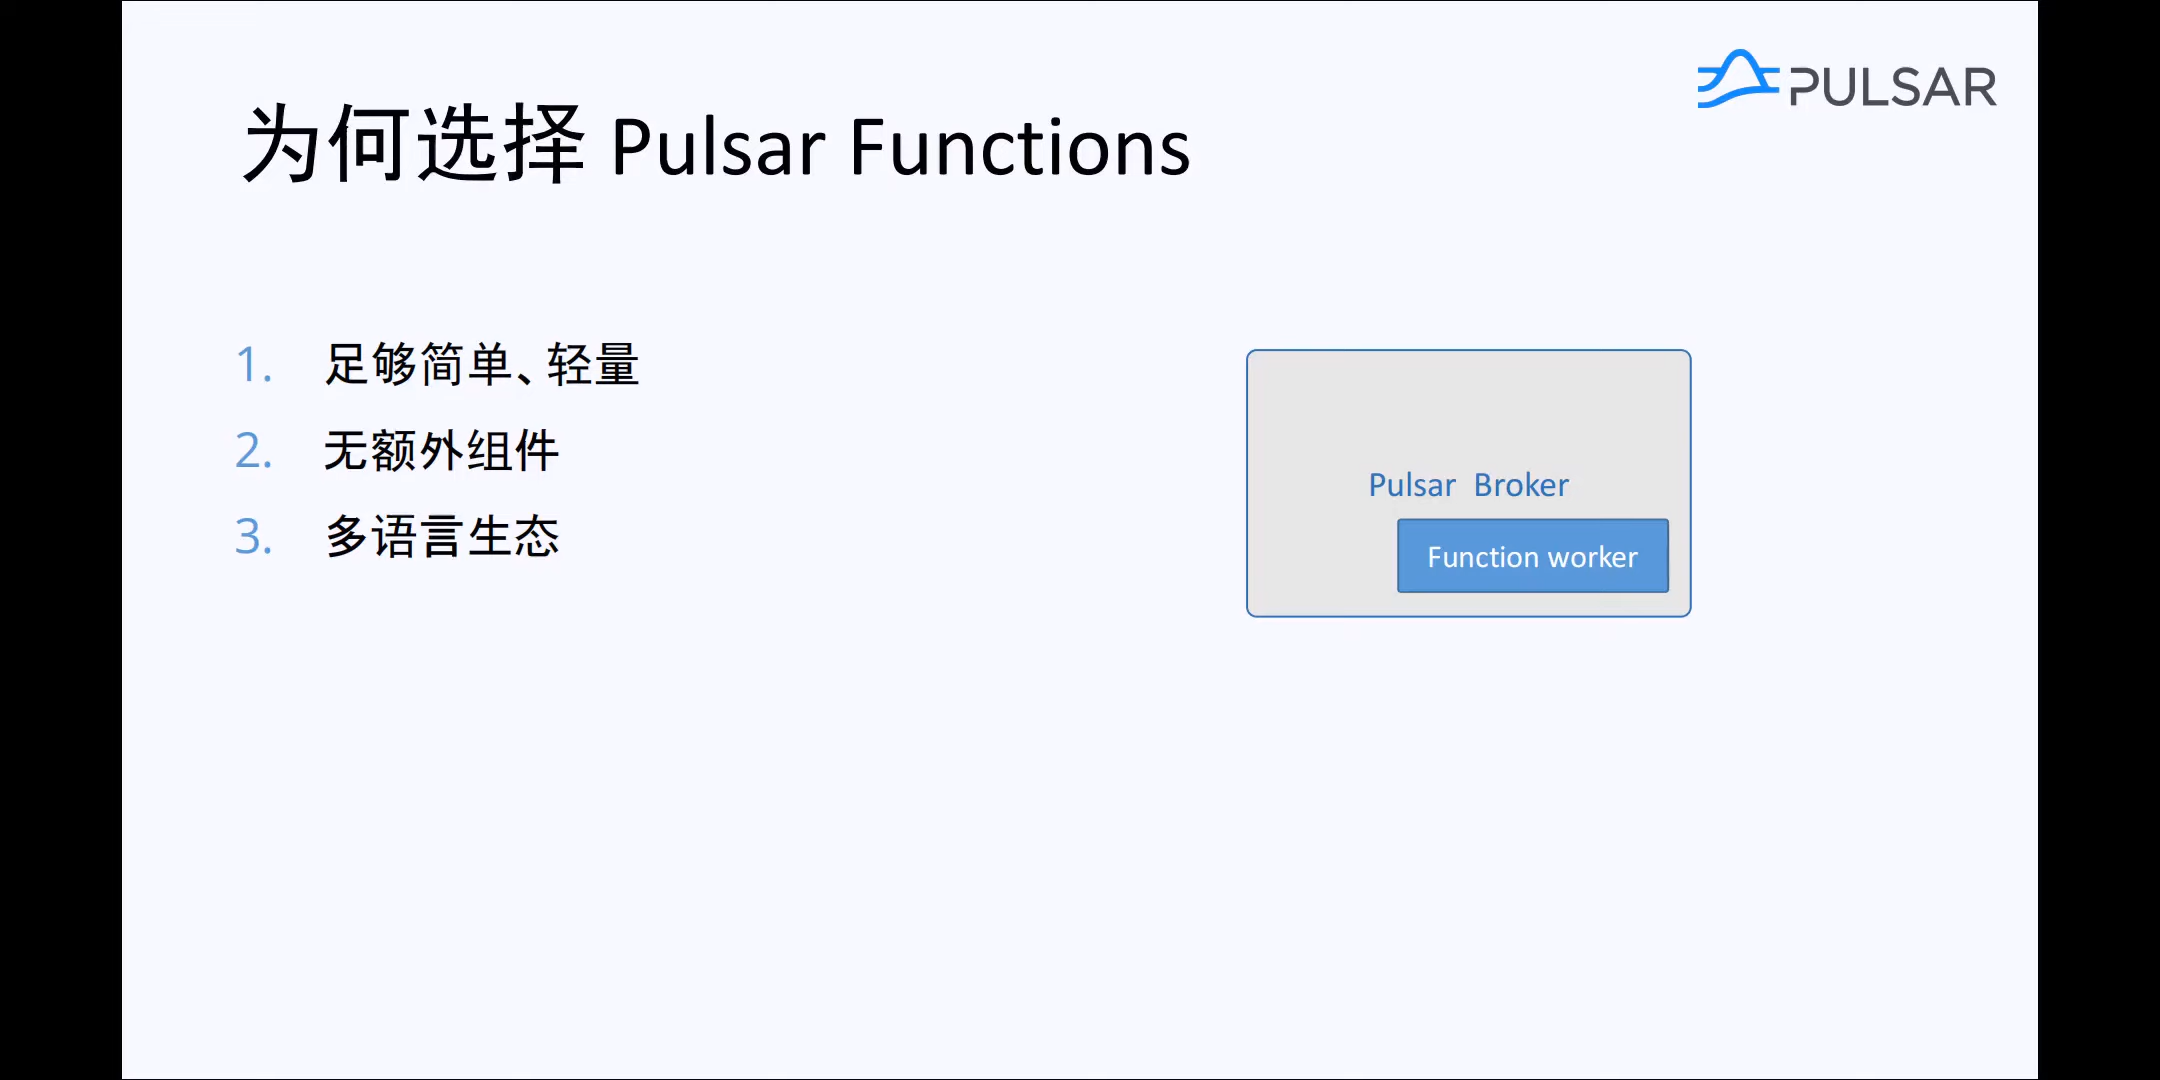 PULSAR
为何选择 Pulsar Functions
1. 足够简单、轻量
2. 无额外组件
3. 多语言生态
Pulsar Broker
Function worker